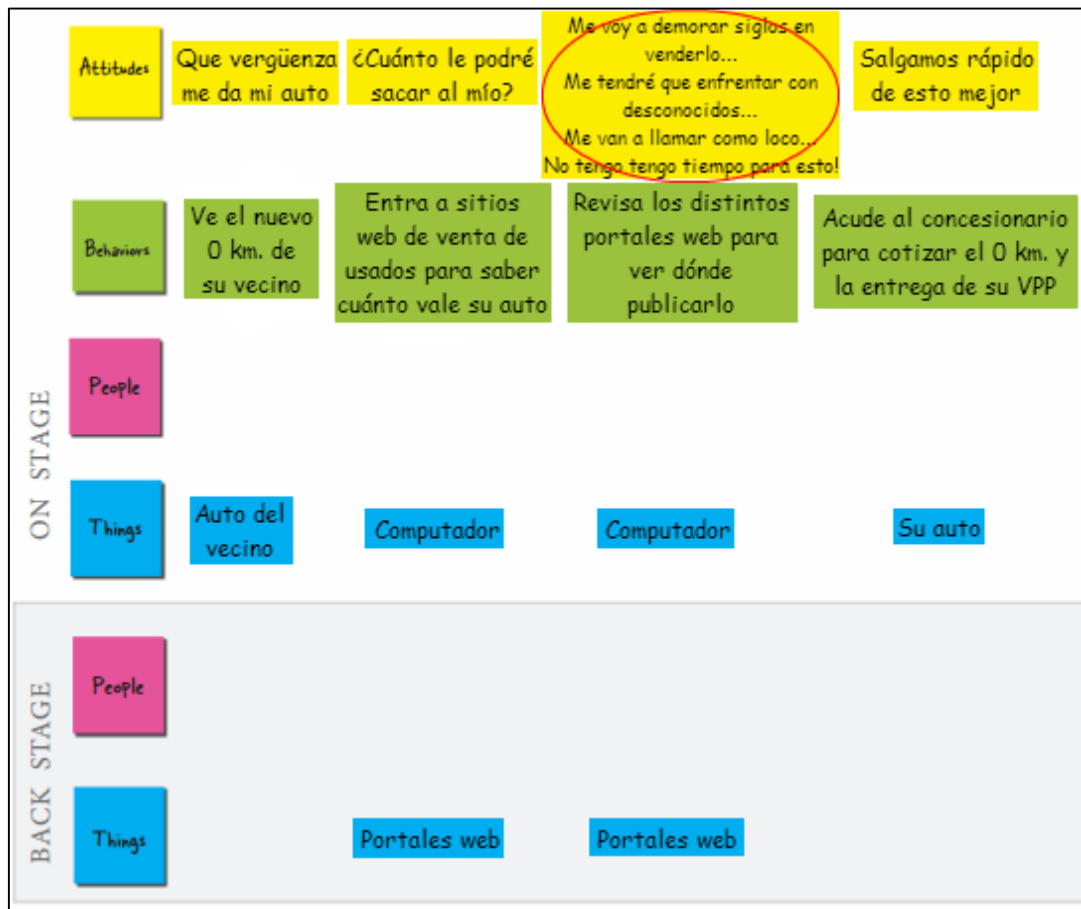 Attitudes
Que vergüenza
me da mi auto
¿Cuánto le podré
sacar al mío?
Me voy a demorar siglos en
venderlo...
Me tendré que enfrentar con
desconocidos...
Me van a llamar como loco...
No tengo tengo tiempo para esto!
Salgamos rápido
de esto mejor
Behaviors
Ve el nuevo
0 km. de
su vecino
Entra a sitios
web de venta de
usados para saber
cuánto vale su auto
Revisa los distintos
portales web para
ver dónde
publicarlo
Acude al concesionario
para cotizar el 0 km. y
la entrega de su VPP
ON STAGE
People
Things
Auto del
vecino
Computador
Computador
Su auto
BACK STAGE
People
Things
Portales web
Portales web